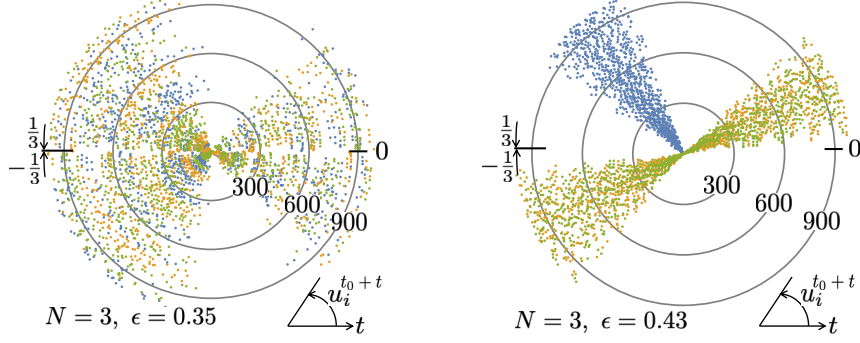 1/3
−1/3
0
300
600
900
u_i^{t_0+t}
t
N = 3, ϵ = 0.35
1/3
−1/3
0
300
600
900
u_i^{t_0+t}
t
N = 3, ϵ = 0.43